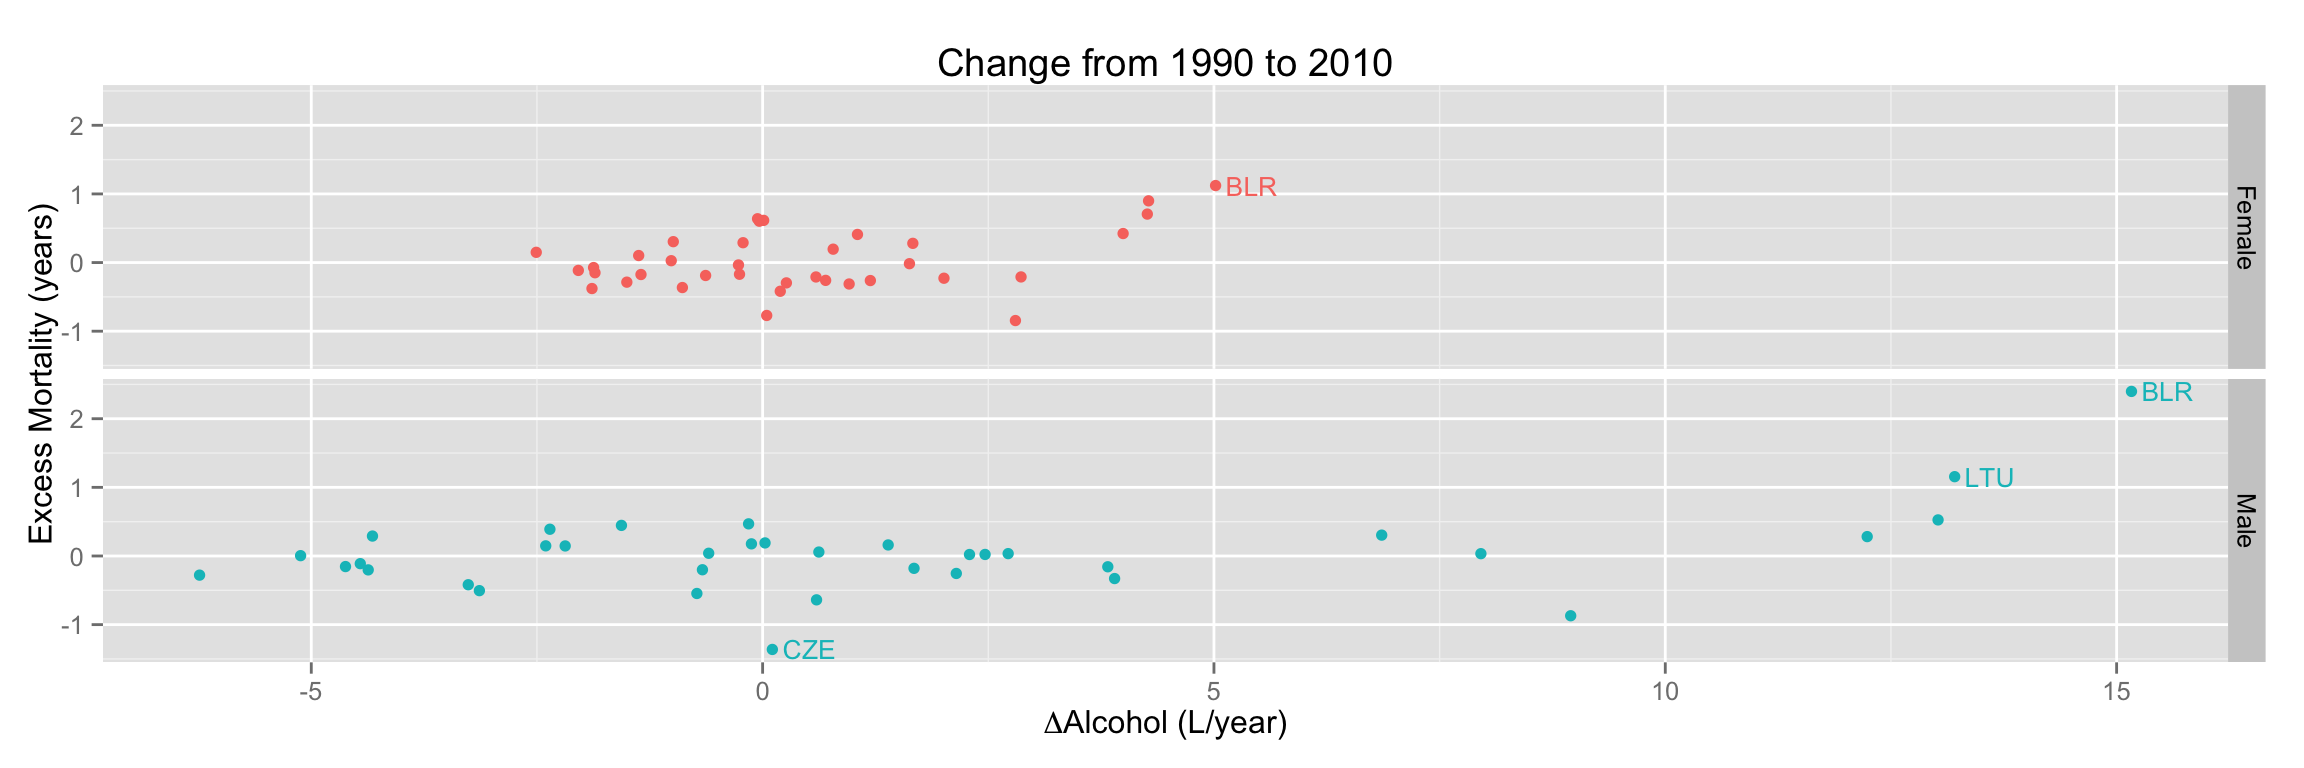 Change from 1990 to 2010
Excess Mortality (years)
2
1
0
-1
BLR
Female
2
1
0
-1
BLR
LTU
CZE
Male
-5
0
5
10
15
ΔAlcohol (L/year)